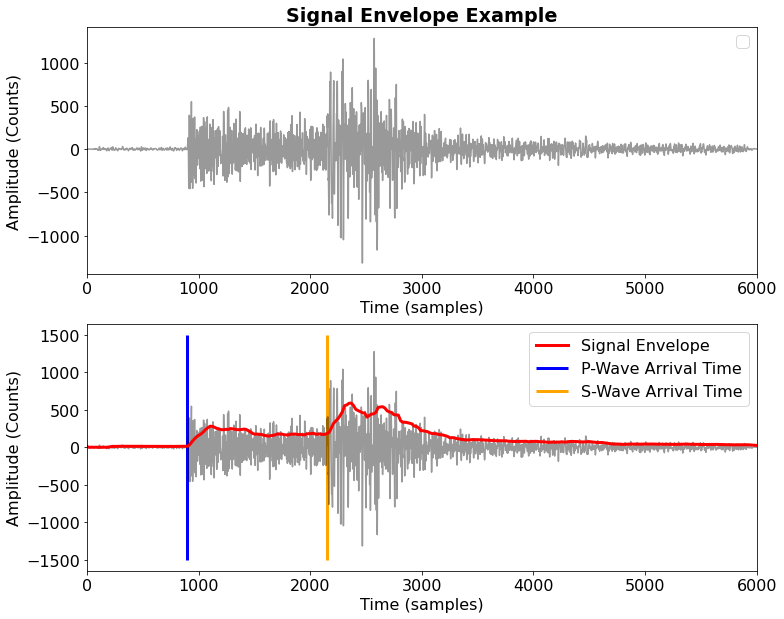 Signal Envelope Example
Amplitude (Counts)
1000
500
0
−500
−1000
0 1000 2000 3000 4000 5000 6000
Time (samples)
Amplitude (Counts)
1500
1000
500
0
−500
−1000
−1500
Signal Envelope
P-Wave Arrival Time
S-Wave Arrival Time
0 1000 2000 3000 4000 5000 6000
Time (samples)